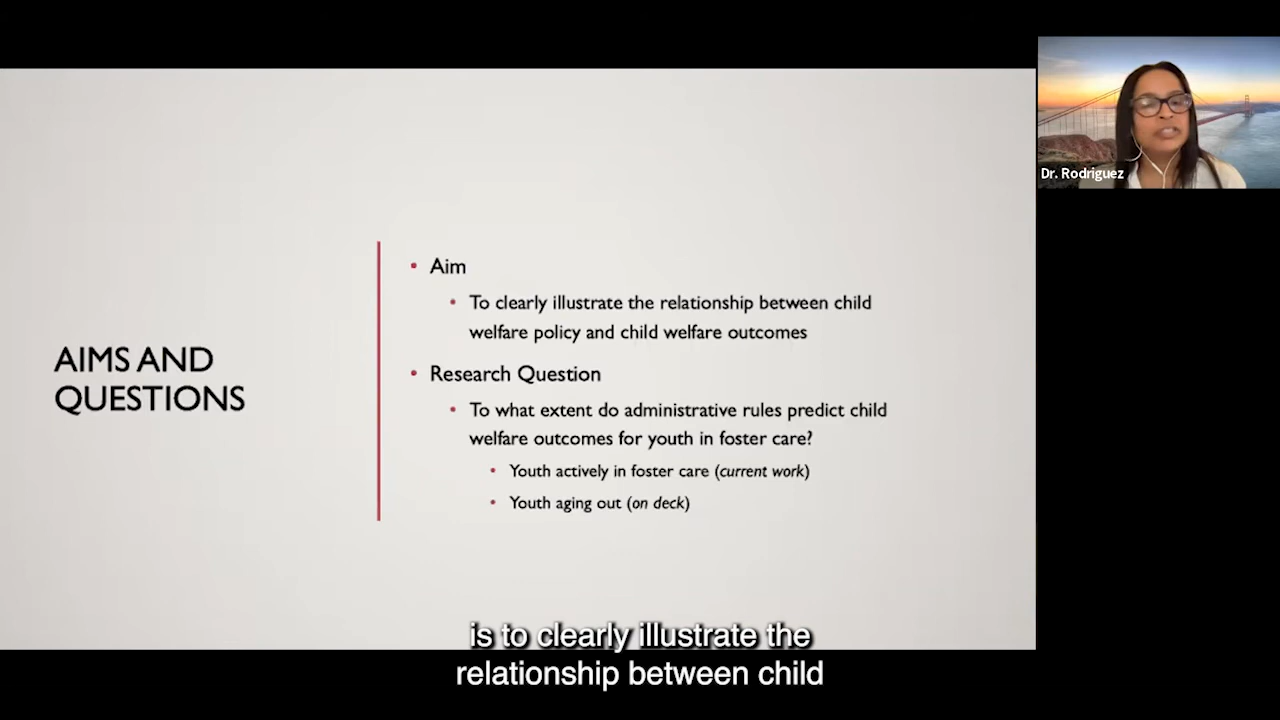 Dr. Rodriguez
AIMS AND
QUESTIONS
• Aim
• To clearly illustrate the relationship between child
welfare policy and child welfare outcomes
• Research Question
• To what extent do administrative rules predict child
welfare outcomes for youth in foster care?
• Youth actively in foster care (current work)
• Youth aging out (on deck)
is to clearly illustrate the
relationship between child